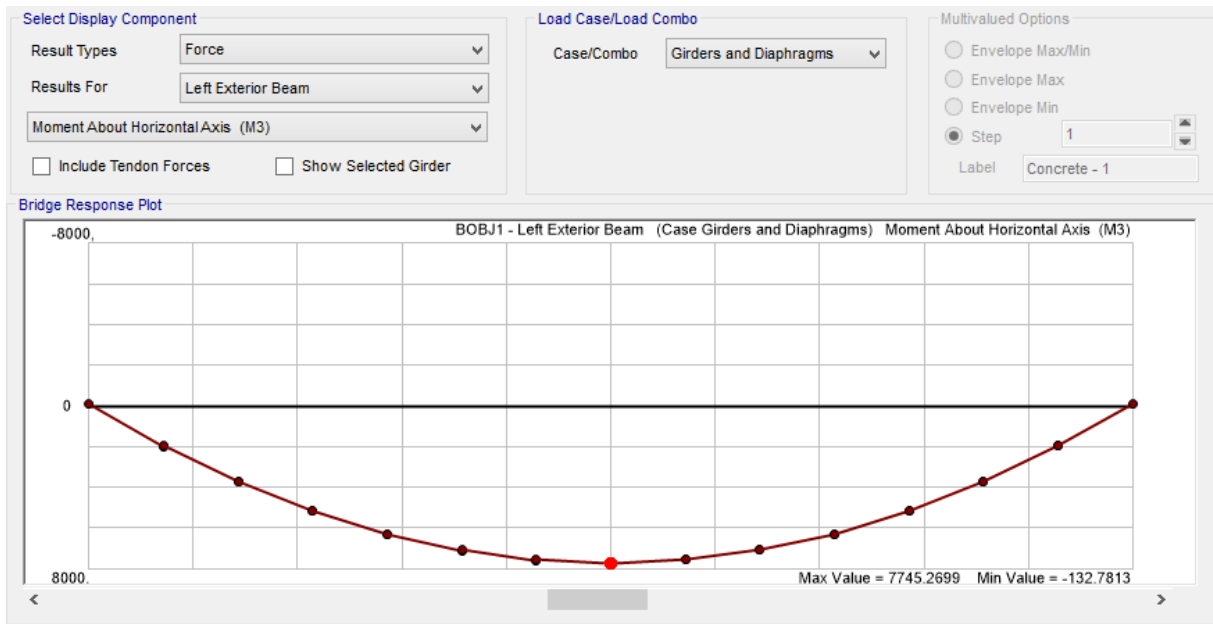 Select Display Component
Result Types Force
Results For Left Exterior Beam
Moment About Horizontal Axis (M3)
Include Tendon Forces Show Selected Girder
Load Case/Load Combo
Case/Combo Girders and Diaphragms
Multivalued Options
Envelope Max/Min
Envelope Max
Envelope Min
Step 1
Label Concrete - 1
Bridge Response Plot
-8000,
BOBJ1 - Left Exterior Beam (Case Girders and Diaphragms) Moment About Horizontal Axis (M3)
0
8000.
Max Value = 7745.2699 Min Value = -132.7813